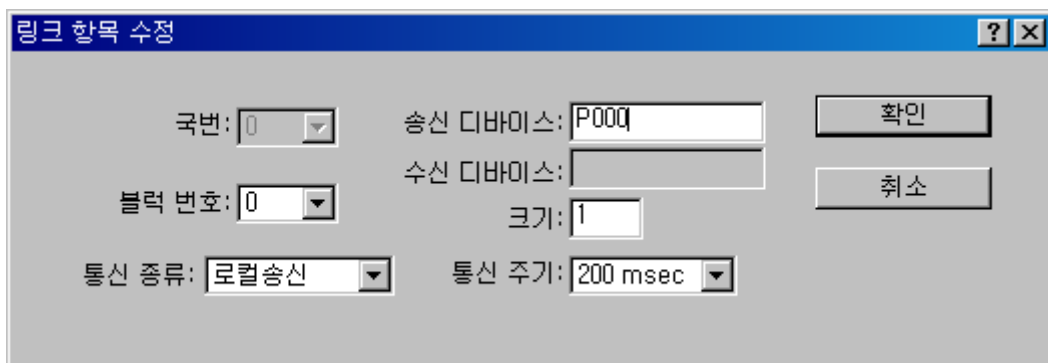 링크 항목 수정
국번: 0
송신 디바이스: P000
확인
수신 디바이스:
블럭 번호: 0
취소
크기: 1
통신 종류: 로컬송신
통신 주기: 200 msec